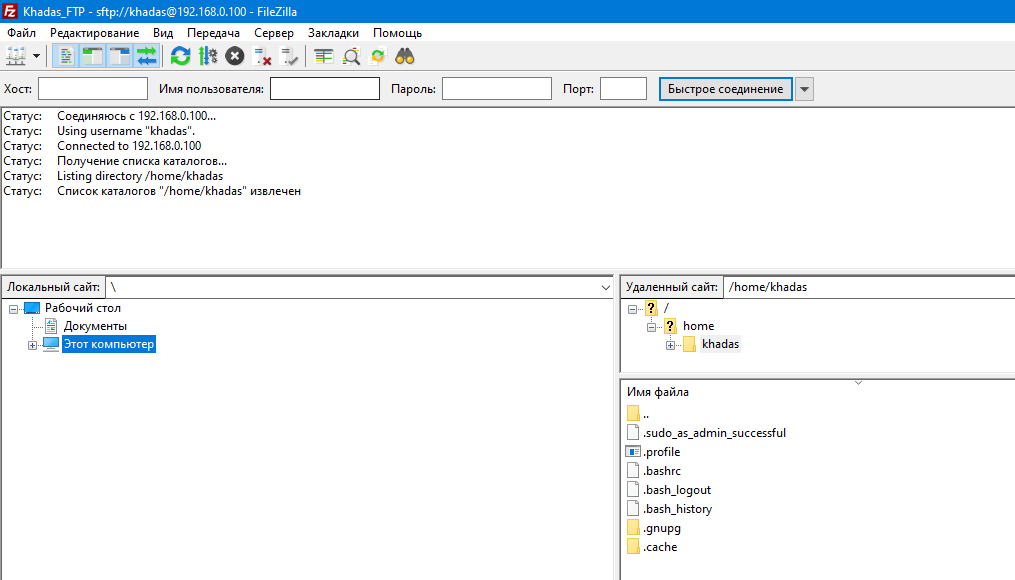 Khadas_FTP - sftp://khadas@192.168.0.100 - FileZilla
Файл Редактирование Вид Передача Сервер Закладки Помощь
Хост: Имя пользователя: Пароль: Порт: Быстрое соединение
Статус: Соединяюсь с 192.168.0.100...
Статус: Using username "khadas".
Статус: Connected to 192.168.0.100
Статус: Получение списка каталогов...
Статус: Listing directory /home/khadas
Статус: Список каталогов "/home/khadas" извлечен
Локальный сайт: \
Рабочий стол
Документы
Этот компьютер
Удаленный сайт: /home/khadas
/
home
khadas
Имя файла
..
.sudo_as_admin_successful
.profile
.bashrc
.bash_logout
.bash_history
.gnupg
.cache